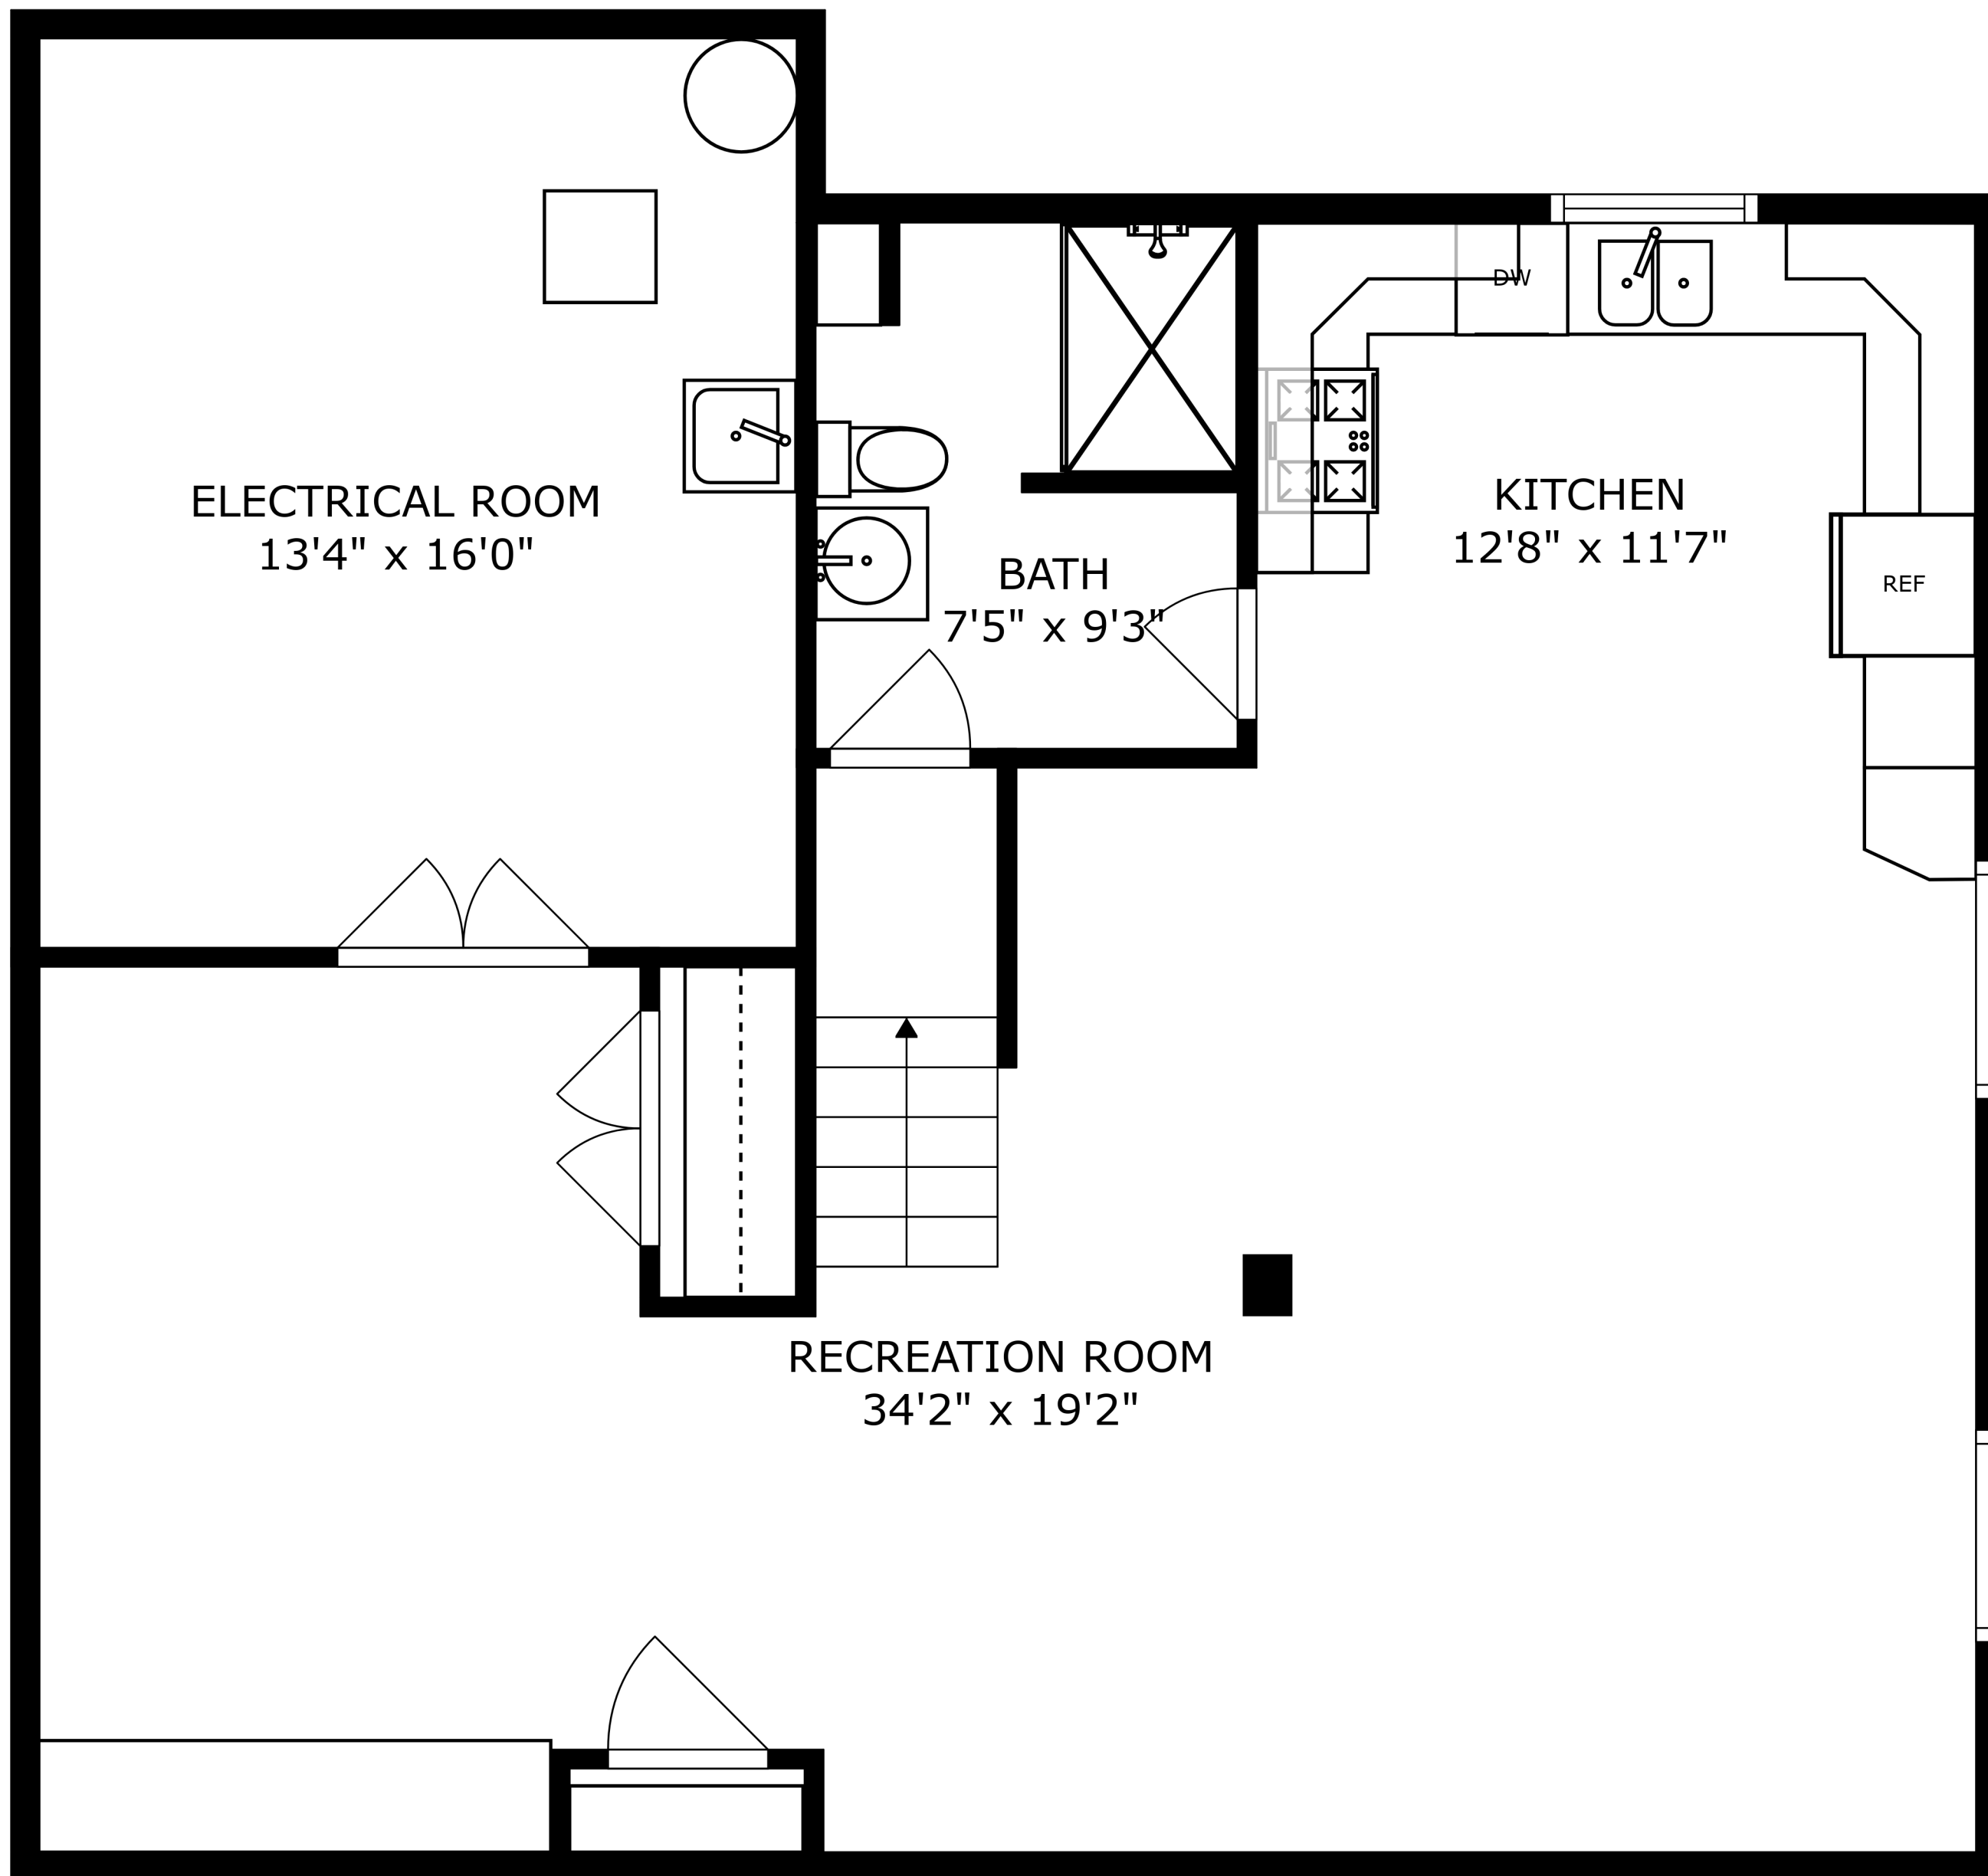 DW
ELECTRICAL ROOM
13'4" x 16'0"
KITCHEN
12'8" x 11'7"
BATH
7'5" x 9'3"
REF
RECREATION ROOM
34'2" x 19'2"